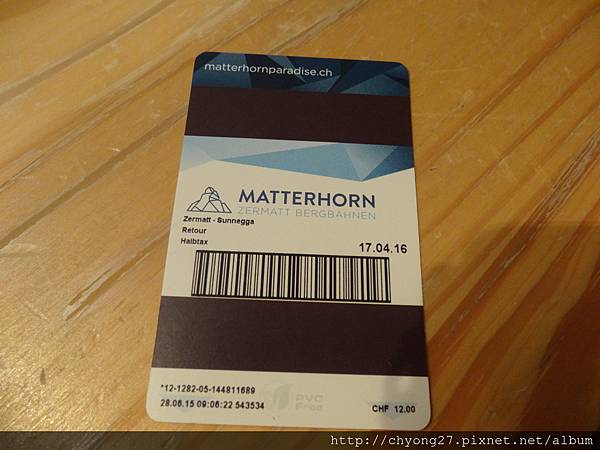 matterhornparadise.ch
MATTERHORN
ZERMATT BERGBAHNEN
Zermatt - Sunnegga
Retour
Halbtax
17.04.16
*12-1282-05-144811689
28.06.15 09:06:22 543534
PVC
Free
CHF 12.00
http://chyong27.pixnet.net/album